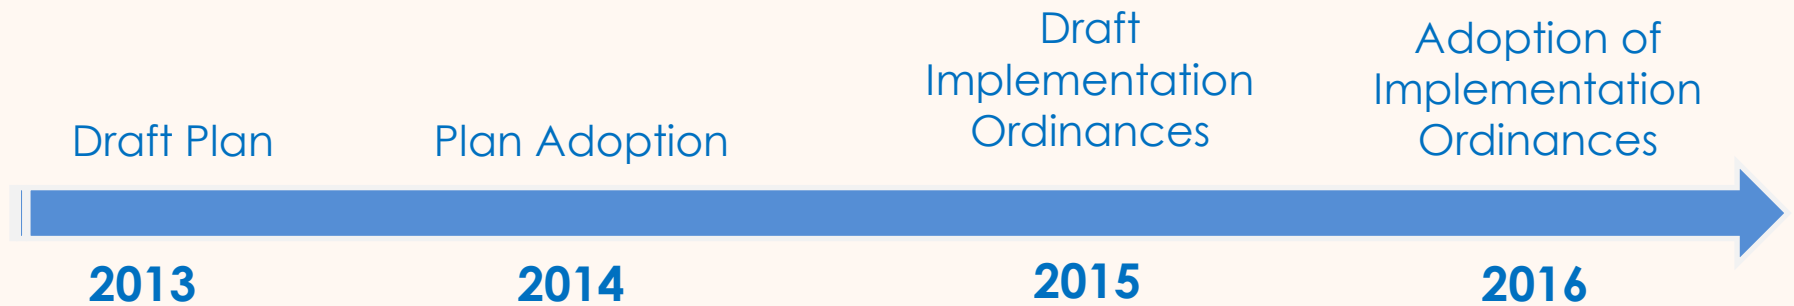 Draft Plan
Plan Adoption
Draft
Implementation
Ordinances
Adoption of
Implementation
Ordinances
2013
2014
2015
2016